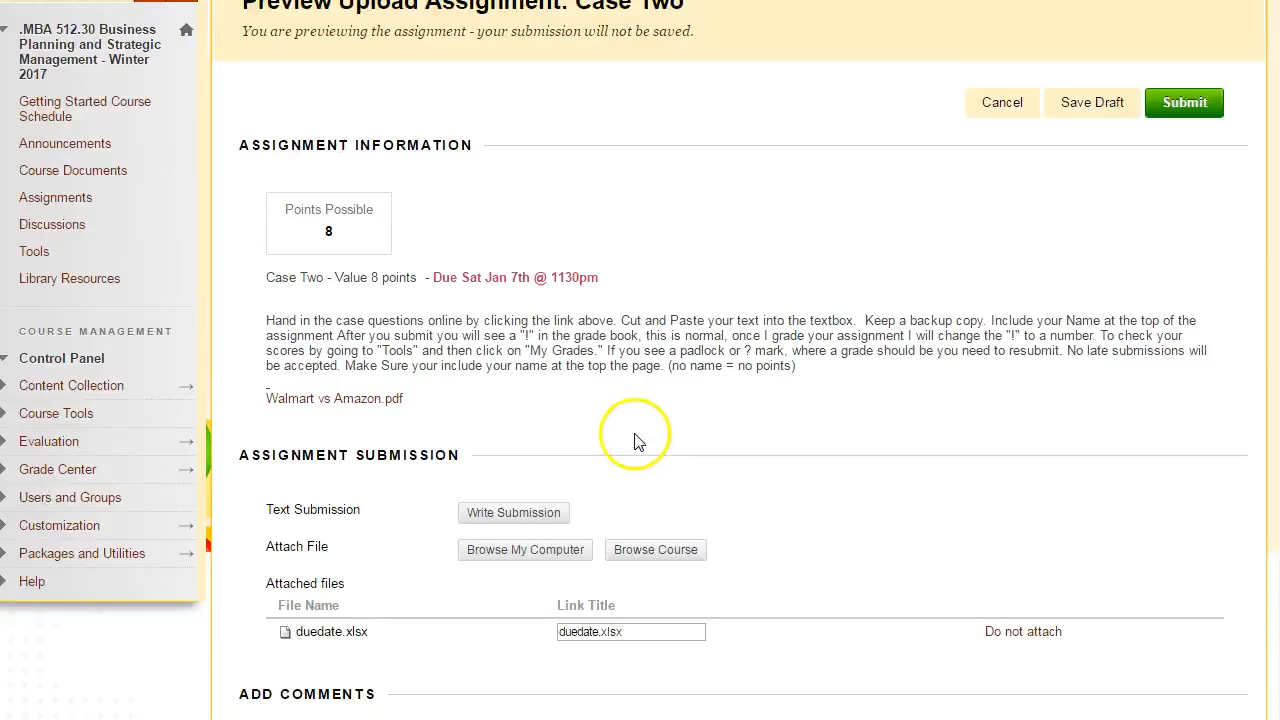 Preview Upload Assignment: Case Two
You are previewing the assignment - your submission will not be saved.
.MBA 512.30 Business
Planning and Strategic
Management - Winter
2017
Getting Started Course
Schedule
Announcements
Course Documents
Assignments
Discussions
Tools
Library Resources
COURSE MANAGEMENT
Control Panel
Content Collection
Course Tools
Evaluation
Grade Center
Users and Groups
Customization
Packages and Utilities
Help
Cancel
Save Draft
Submit
ASSIGNMENT INFORMATION
Points Possible
8
Case Two - Value 8 points  - Due Sat Jan 7th @ 1130pm
Hand in the case questions online by clicking the link above. Cut and Paste your text into the textbox.  Keep a backup copy. Include your Name at the top of the
assignment After you submit you will see a "!" in the grade book, this is normal, once I grade your assignment I will change the "!" to a number. To check your
scores by going to "Tools" and then click on "My Grades." If you see a padlock or ? mark, where a grade should be you need to resubmit. No late submissions will
be accepted. Make Sure your include your name at the top the page. (no name = no points)
Walmart vs Amazon.pdf
ASSIGNMENT SUBMISSION
Text Submission
Write Submission
Attach File
Browse My Computer
Browse Course
Attached files
File Name
Link Title
duedate.xlsx
duedate.xlsx
Do not attach
ADD COMMENTS